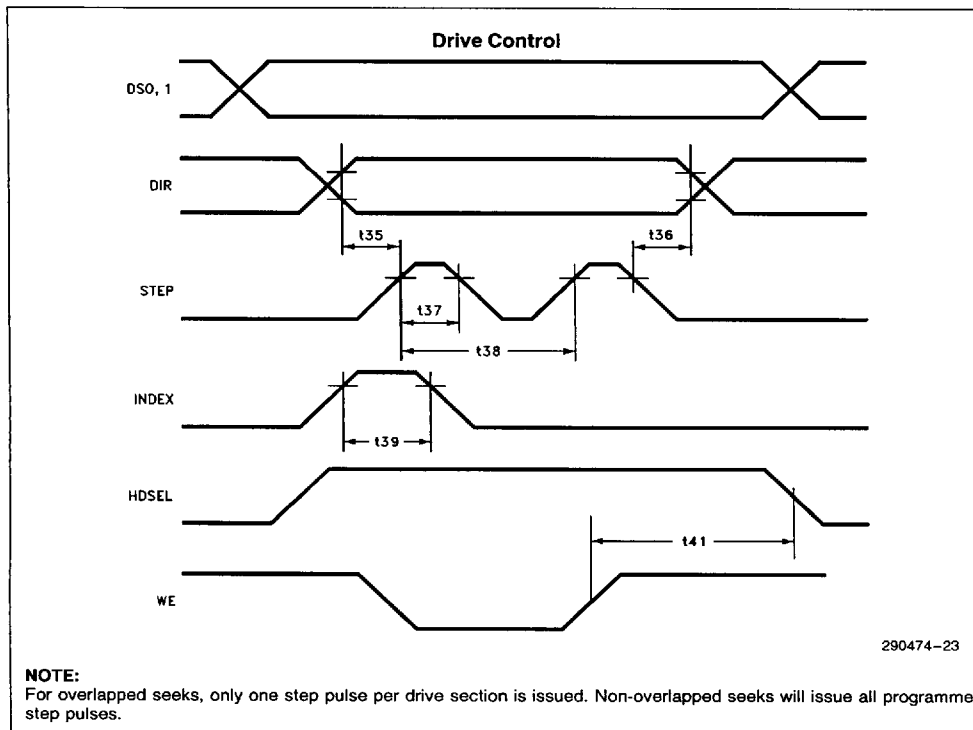 Drive Control
DS0, 1
DIR
t35
t36
STEP
t37
t38
INDEX
t39
HDSEL
t41
WE
290474-23
NOTE:
For overlapped seeks, only one step pulse per drive section is issued. Non-overlapped seeks will issue all programme
step pulses.